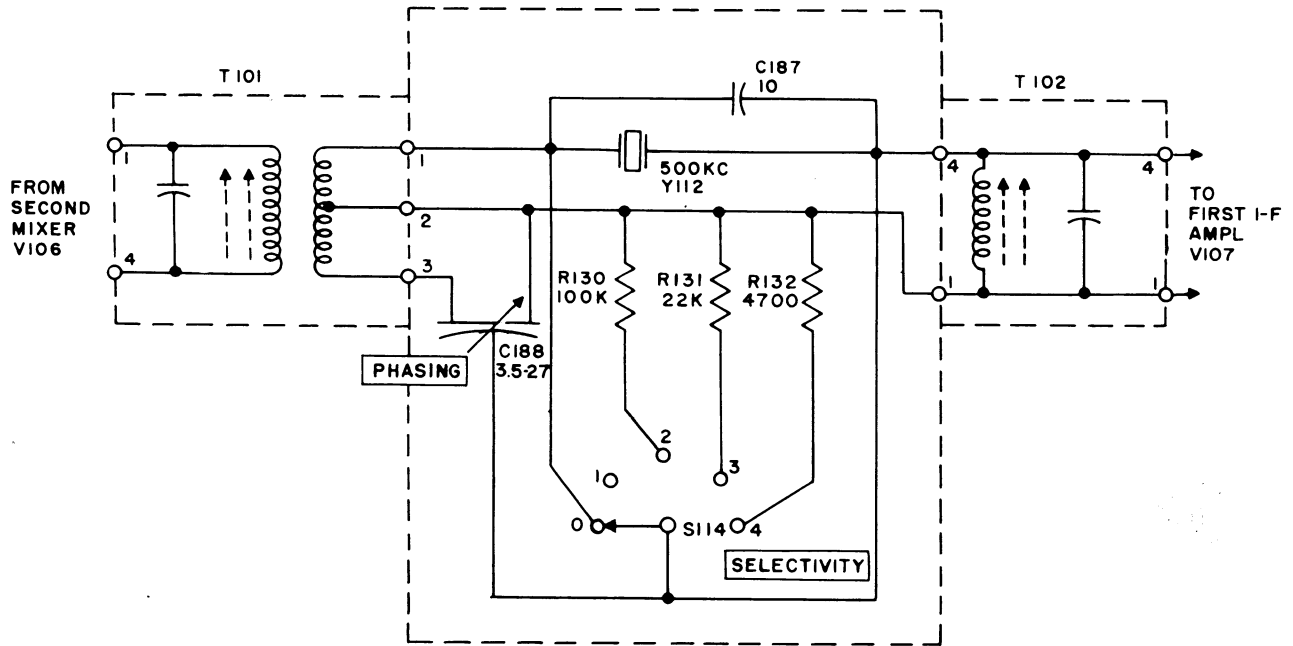 T 101
C187
10
T 102
1
1
4
4
500KC
Y112
FROM
SECOND
MIXER
V106
TO
FIRST I-F
AMPL
V107
2
4
3
1
1
R130
100K
R131
22K
R132
4700
C188
3.5-27
PHASING
2
1
3
0
S114
4
SELECTIVITY